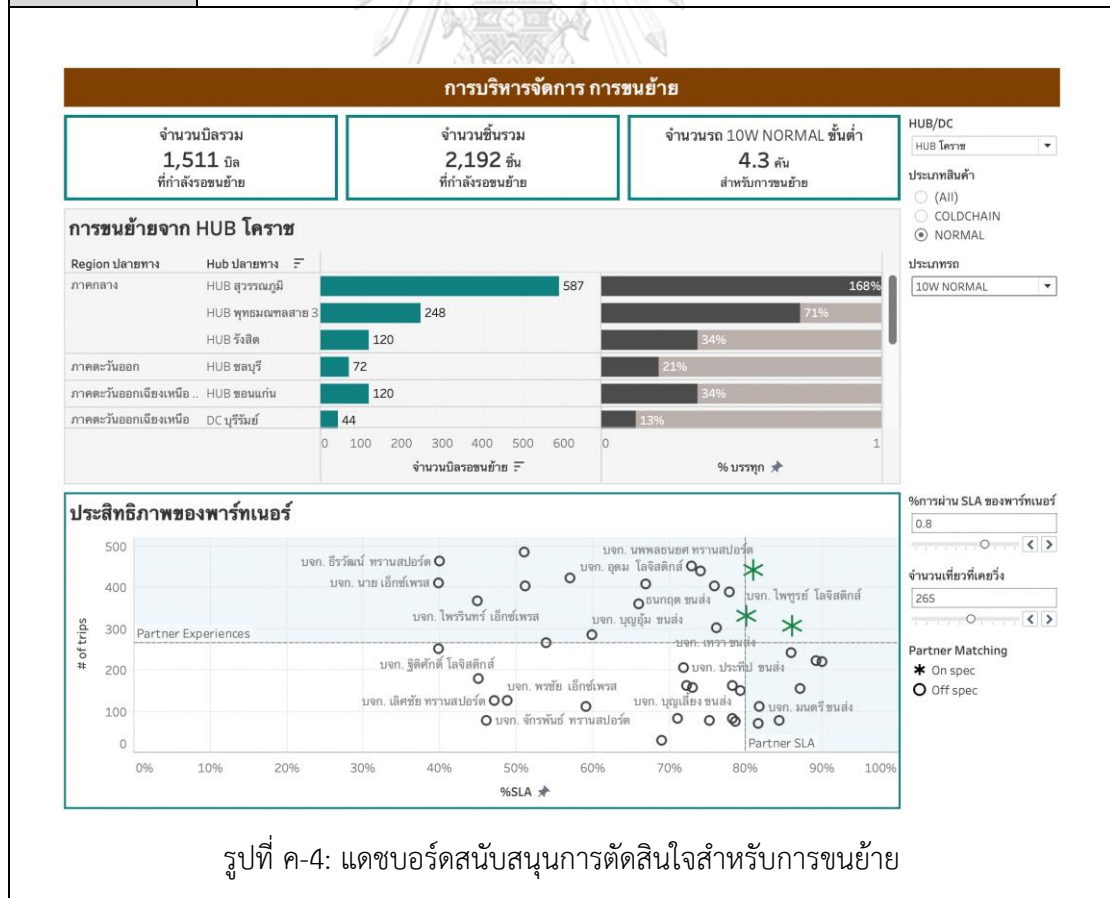 การบริหารจัดการ การขนย้าย
จำนวนบิลรวม
1,511 บิล
ที่กำลังรอขนย้าย
จำนวนชิ้นรวม
2,192 ชิ้น
ที่กำลังรอขนย้าย
จำนวนรถ 10W NORMAL ขั้นต่ำ
4.3 คัน
สำหรับการขนย้าย
HUB/DC
HUB โคราช
ประเภทสินค้า
(All)
COLDCHAIN
NORMAL
ประเภทรถ
10W NORMAL
การขนย้ายจาก HUB โคราช
Region ปลายทาง Hub ปลายทาง
ภาคกลาง HUB สุวรรณภูมิ 587 168%
HUB พุทธมณฑลสาย 3 248 71%
HUB รังสิต 120 34%
ภาคตะวันออก HUB ชลบุรี 72 21%
ภาคตะวันออกเฉียงเหนือ .. HUB ขอนแก่น 120 34%
ภาคตะวันออกเฉียงเหนือ DC บุรีรัมย์ 44 13%
0 100 200 300 400 500 600 0 1
จำนวนบิลรอขนย้าย % บรรทุก
ประสิทธิภาพของพาร์ทเนอร์
500
400
300
200
100
0
# of trips
Partner Experiences
บจก. นพพลธนยศ ทรานสปอร์ต
บจก. ธีรวัฒน์ ทรานสปอร์ต
บจก. อุดม โลจิสติกส์
บจก. นาย เอ็กซ์เพรส
บจก. ไพฑูรย์ โลจิสติกส์
ธนกฤต ขนส่ง
บจก. ไพรรินทร์ เอ็กซ์เพรส
บจก. บุญอุ้ม ขนส่ง
บจก. เทวา ขนส่ง
บจก. ฐิติศักดิ์ โลจิสติกส์
บจก. ประทีป ขนส่ง
บจก. พรชัย เอ็กซ์เพรส
บจก. เลิศชัย ทรานสปอร์ต
บจก. บุญเลี่ยง ขนส่ง
บจก. มนตรี ขนส่ง
บจก. จักรพันธ์ ทรานสปอร์ต
Partner SLA
0% 10% 20% 30% 40% 50% 60% 70% 80% 90% 100%
%SLA
%การผ่าน SLA ของพาร์ทเนอร์
0.8
จำนวนเที่ยวที่เคยวิ่ง
265
Partner Matching
On spec
Off spec
รูปที่ ค-4: แดชบอร์ดสนับสนุนการตัดสินใจสำหรับการขนย้าย